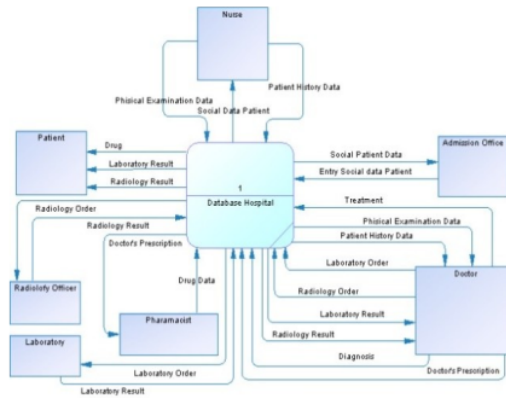 Nurse
Phisical Examination Data
Patient History Data
Social Data Patient
Patient
Drug
Laboratory Result
Radiology Result
1
Database Hospital
Social Patient Data
Entry Social data Patient
Admission Office
Treatment
Radiology Order
Radiology Result
Doctor's Prescription
Phisical Examination Data
Patient History Data
Laboratory Order
Doctor
Radiology Order
Radiolofy Officer
Drug Data
Pharamacist
Laboratory Result
Radiology Result
Laboratory
Laboratory Order
Diagnosis
Laboratory Result
Doctor's Prescription